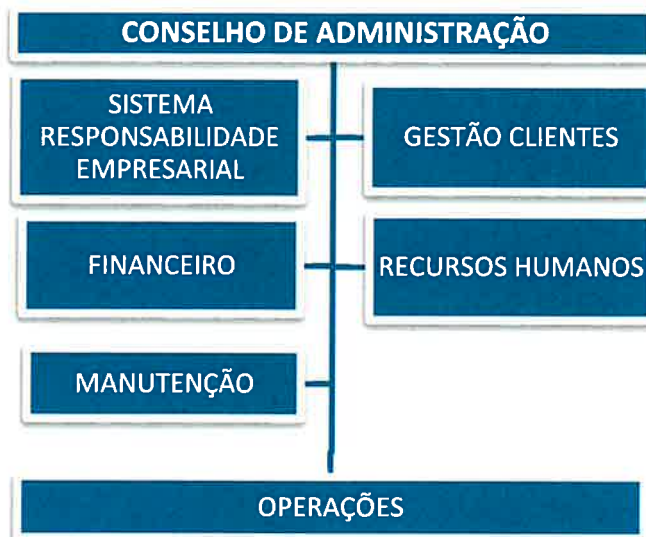 CONSELHO DE ADMINISTRAÇÃO
SISTEMA
RESPONSABILIDADE
EMPRESARIAL
GESTÃO CLIENTES
FINANCEIRO
RECURSOS HUMANOS
MANUTENÇÃO
OPERAÇÕES